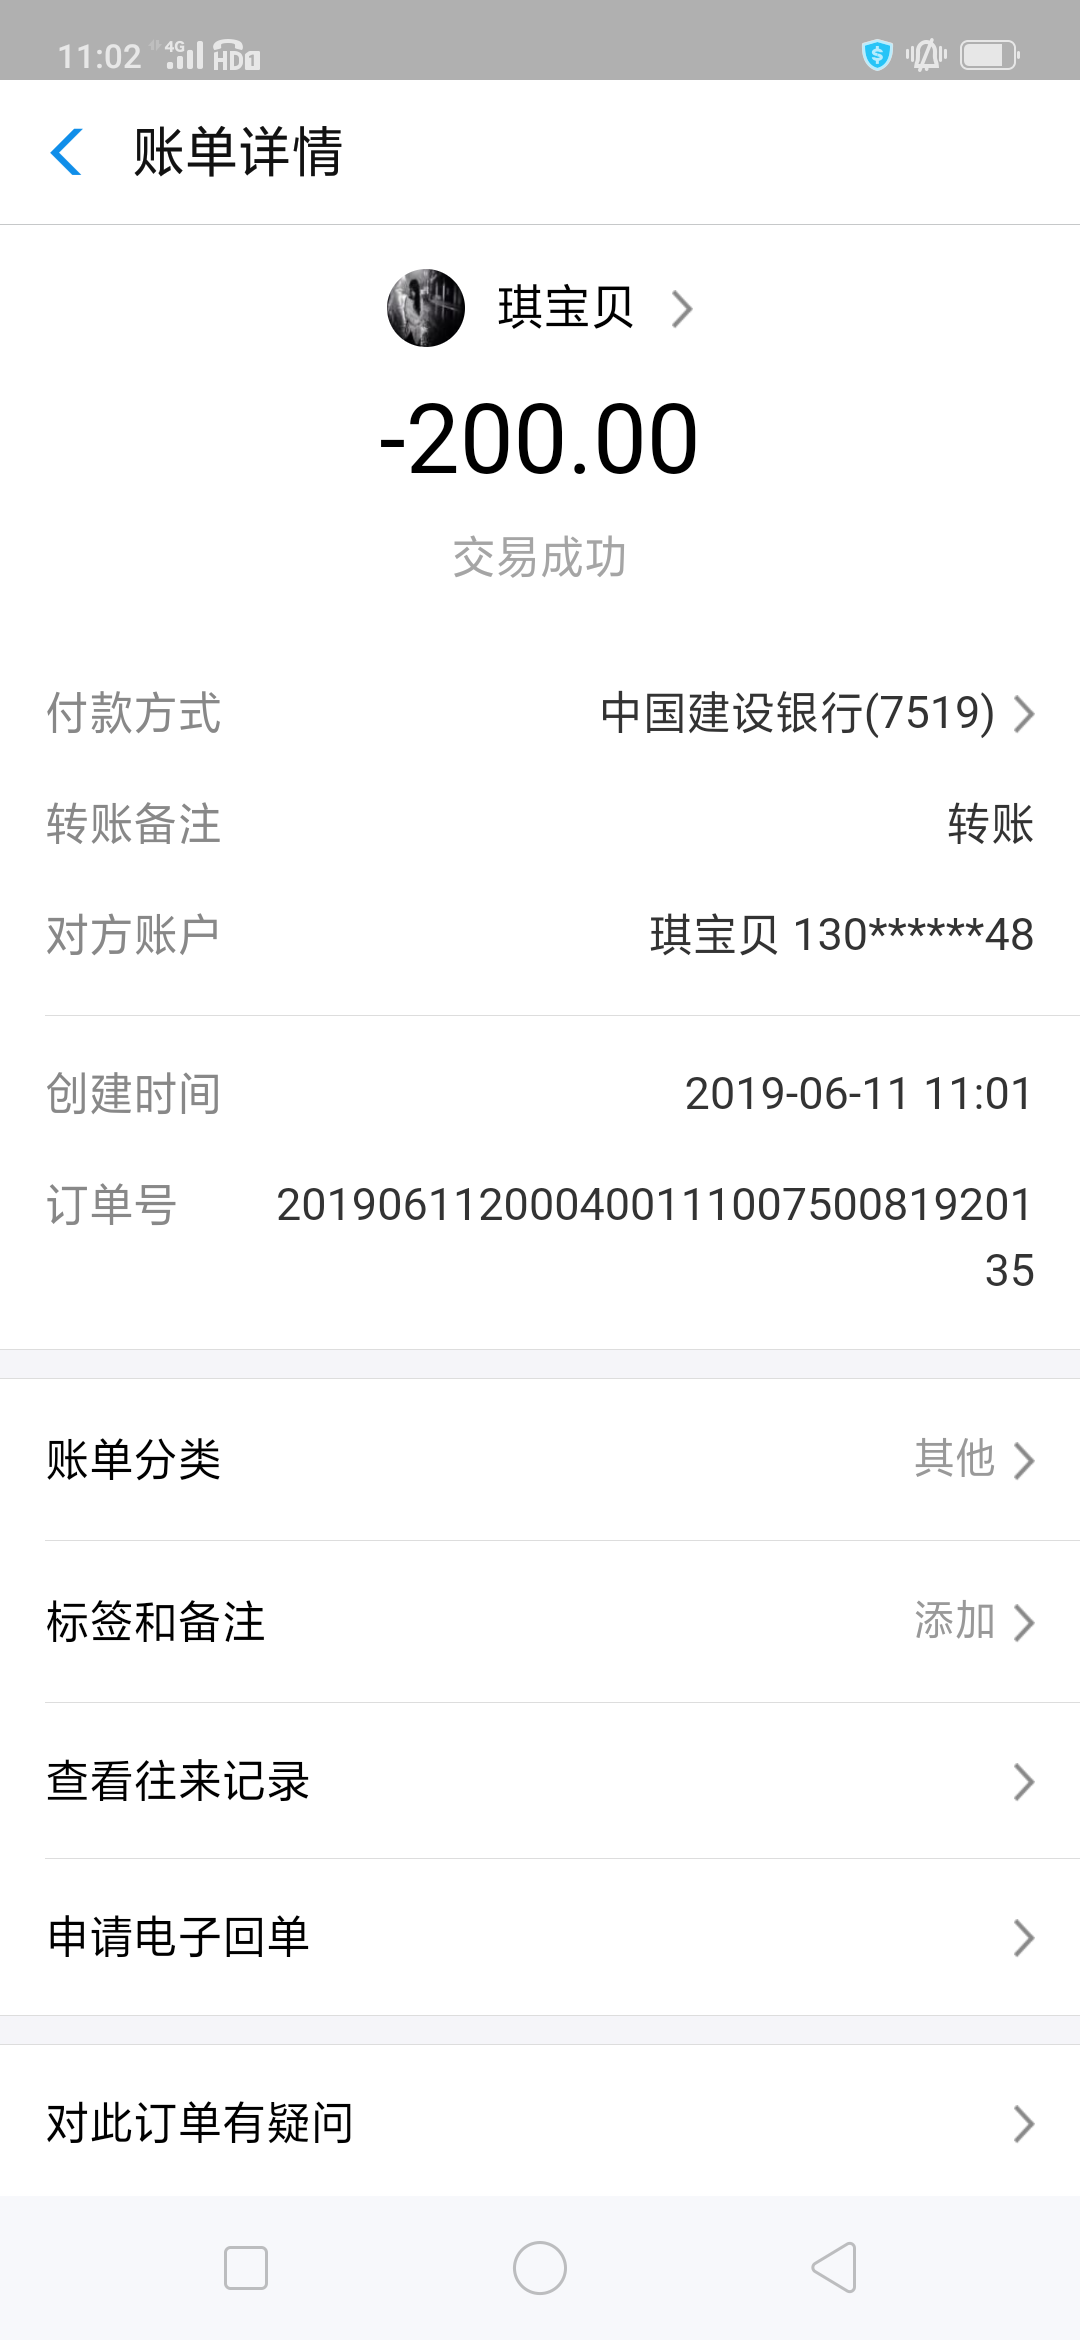 11:02 4G HD1
账单详情
琪宝贝
-200.00
交易成功
付款方式 中国建设银行(7519)
转账备注 转账
对方账户 琪宝贝 130******48
创建时间 2019-06-11 11:01
订单号 201906112000400111007500819201
35
账单分类 其他
标签和备注 添加
查看往来记录
申请电子回单
对此订单有疑问